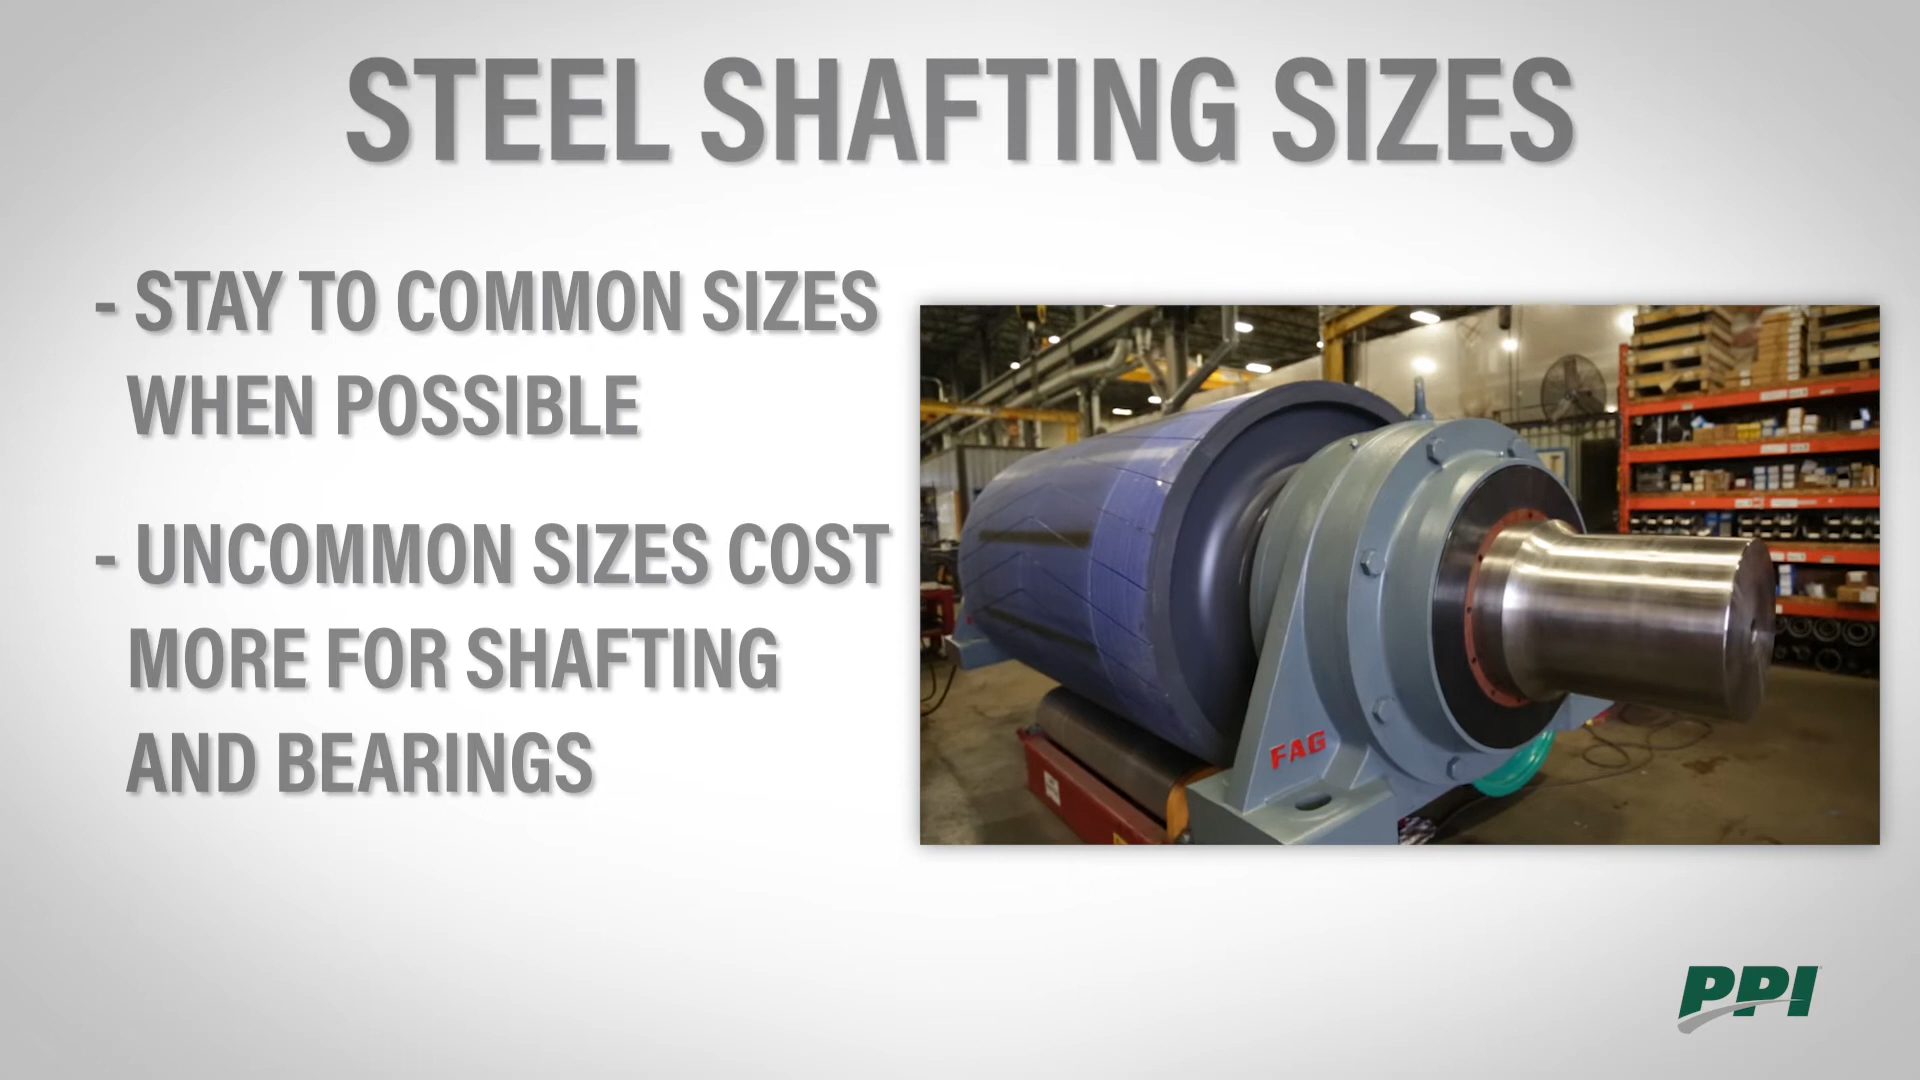 STEEL SHAFTING SIZES
- STAY TO COMMON SIZES
WHEN POSSIBLE
- UNCOMMON SIZES COST
MORE FOR SHAFTING
AND BEARINGS
FAG
PPI